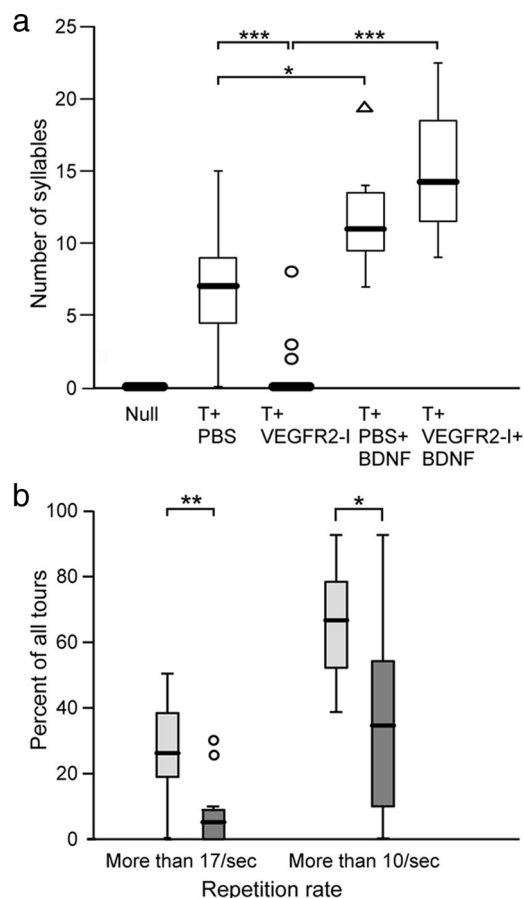 a
***
***
*
25
20
15
10
5
0
Number of syllables
Null
T+
PBS
T+
VEGFR2-I
T+
PBS+
BDNF
T+
VEGFR2-I+
BDNF
b
**
*
100
80
60
40
20
0
Percent of all tours
More than 17/sec
More than 10/sec
Repetition rate